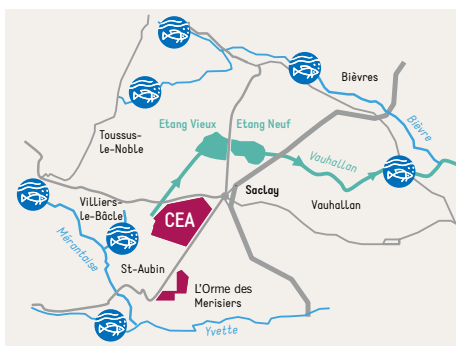 Bièvres
Bièvre
Etang Vieux
Etang Neuf
Toussus-
le-Noble
Vauhallan
Saclay
Villiers-
le-Bâcle
Vauhallan
CEA
Mérantaise
St-Aubin
L'Orme des
Merisiers
Yvette